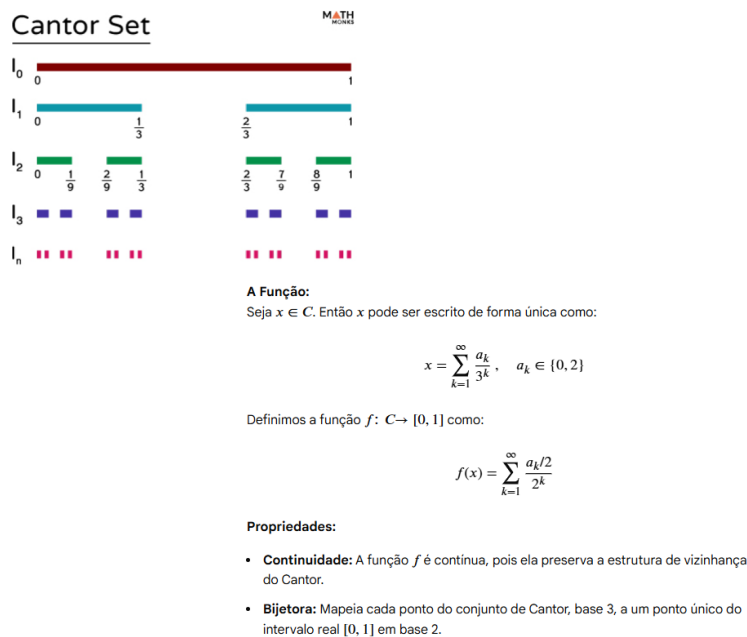 Cantor Set
MATH
MONKS
I₀
0 1
I₁
0 1/3 2/3 1
I₂
0 1/9 2/9 1/3 2/3 7/9 8/9 1
I₃
Iₙ
A Função:
Seja x ∈ C. Então x pode ser escrito de forma única como:
x = ∑_{k=1}^{∞} a_k/3^k , a_k ∈ {0, 2}
Definimos a função f: C→ [0, 1] como:
f(x) = ∑_{k=1}^{∞} (a_k/2)/2^k
Propriedades:
• Continuidade: A função f é contínua, pois ela preserva a estrutura de vizinhança
do Cantor.
• Bijetora: Mapeia cada ponto do conjunto de Cantor, base 3, a um ponto único do
intervalo real [0, 1] em base 2.